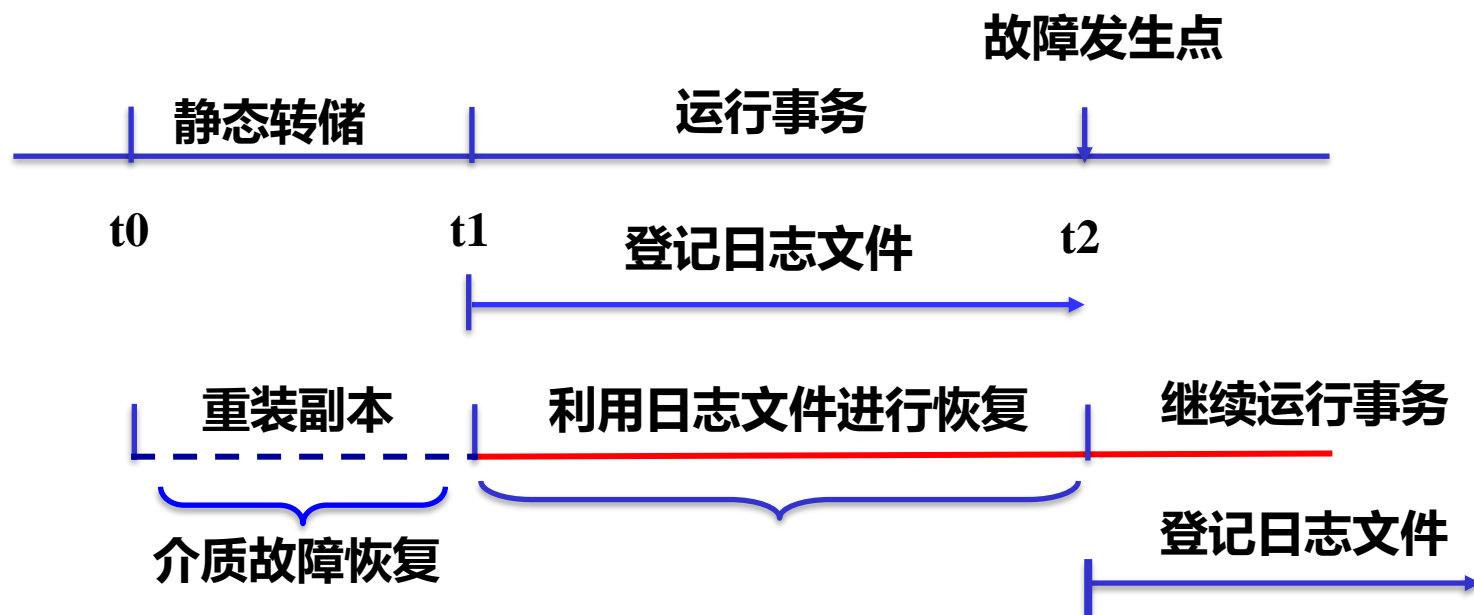 故障发生点
静态转储
运行事务
t0
t1
登记日志文件
t2
重装副本
利用日志文件进行恢复
继续运行事务
介质故障恢复
登记日志文件